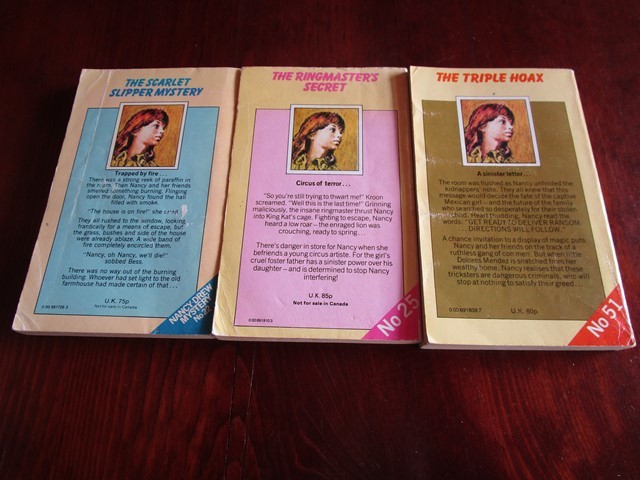 THE SCARLET
SLIPPER MYSTERY
Trapped by fire...
There was a strong reek of paraffin in
the room. Then Nancy and her friends
smelled something burning. Flinging
open the door, Nancy found the hall
filled with smoke.
"The house is on fire!" she cried.
They all rushed to the window, looking
frantically for a means of escape, but
the grass, bushes and side of the house
were already ablaze. A wide band of
fire completely encircled them.
"Nancy, oh Nancy, we'll die!"
sobbed Bess.
There was no way out of the burning
building. Whoever had set light to the old
farmhouse had made certain of that...
U.K. 75p
Not for sale in Canada
NANCY DREW
MYSTERY
THE RINGMASTER'S
SECRET
Circus of terror...
"So you're still trying to thwart me!" Kroon
screamed. "Well this is the last time!" Grinning
maliciously, the insane ringmaster thrust Nancy
into King Kat's cage. Fighting to escape, Nancy
heard a low roar – the enraged lion was
crouching, ready to spring...
There's danger in store for Nancy when she
befriends a young circus artiste. For the girl's
cruel foster father has a sinister power over his
daughter – and is determined to stop Nancy
interfering!
U.K. 85p
Not for sale in Canada
No 25
THE TRIPLE HOAX
A sinister letter...
The room was hushed as Nancy unfolded the
kidnappers' note. They all knew that this
message would decide the fate of the captive
Mexican girl – and the future of the family
who searched so desperately for their
child. Heart thudding, Nancy read the
words: "GET READY TO DELIVER RANSOM.
DIRECTIONS WILL FOLLOW."
A chance invitation to a display of magic puts
Nancy and her friends on the track of a
ruthless gang of con men. But when little
Dolores Mendez is snatched from her
wealthy home, Nancy realises that these
tricksters are dangerous criminals, who will
stop at nothing to satisfy their greed...
U.K. 80p
No 51